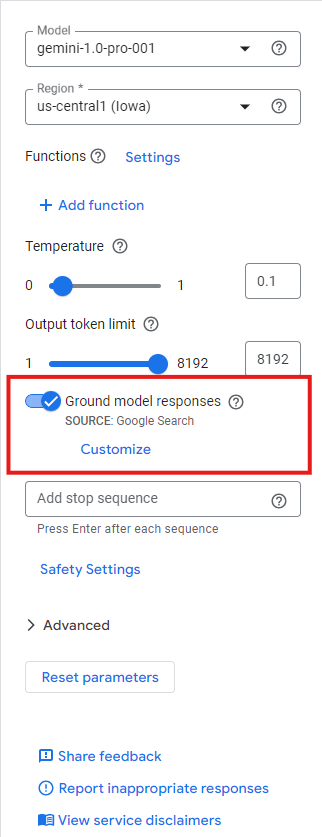 Model
gemini-1.0-pro-001
Region *
us-central1 (Iowa)
Functions Settings
+ Add function
Temperature
0 1 0.1
Output token limit
1 8192 8192
Ground model responses
SOURCE: Google Search
Customize
Add stop sequence
Press Enter after each sequence
Safety Settings
Advanced
Reset parameters
Share feedback
Report inappropriate responses
View service disclaimers